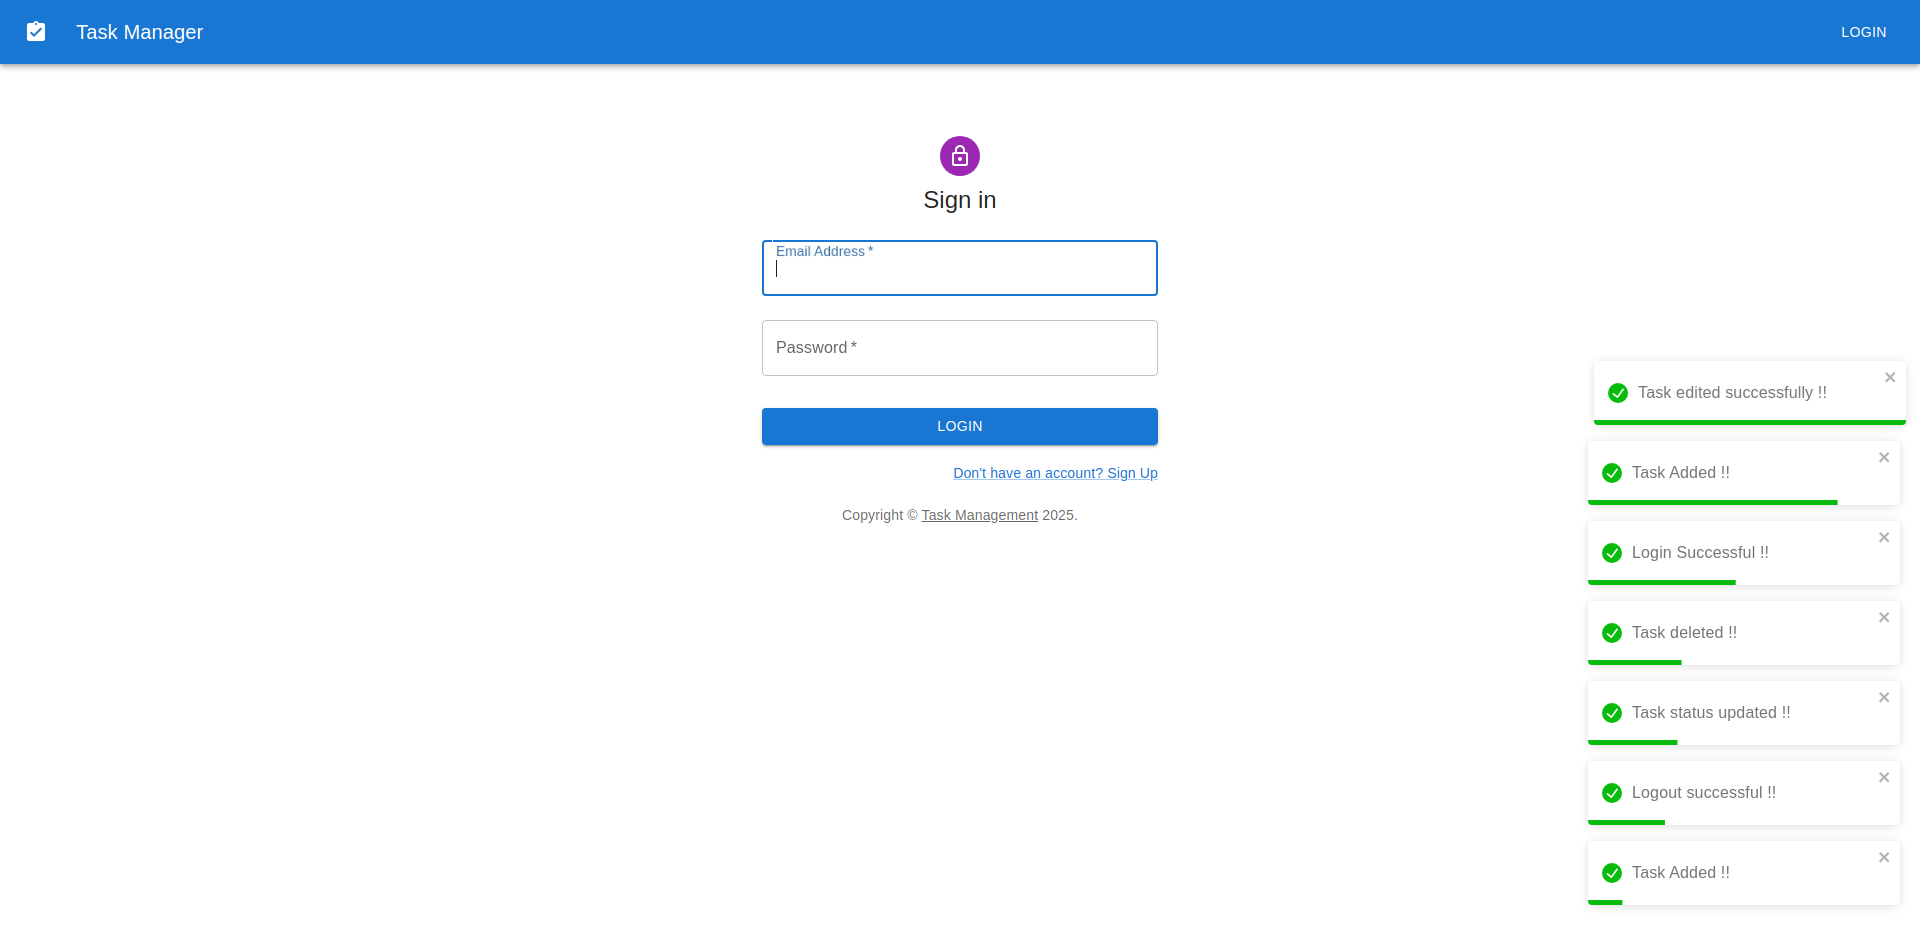 Task Manager
LOGIN
Sign in
Email Address *
Password *
LOGIN
Don't have an account? Sign Up
Copyright © Task Management 2025.
Task edited successfully !!
Task Added !!
Login Successful !!
Task deleted !!
Task status updated !!
Logout successful !!
Task Added !!